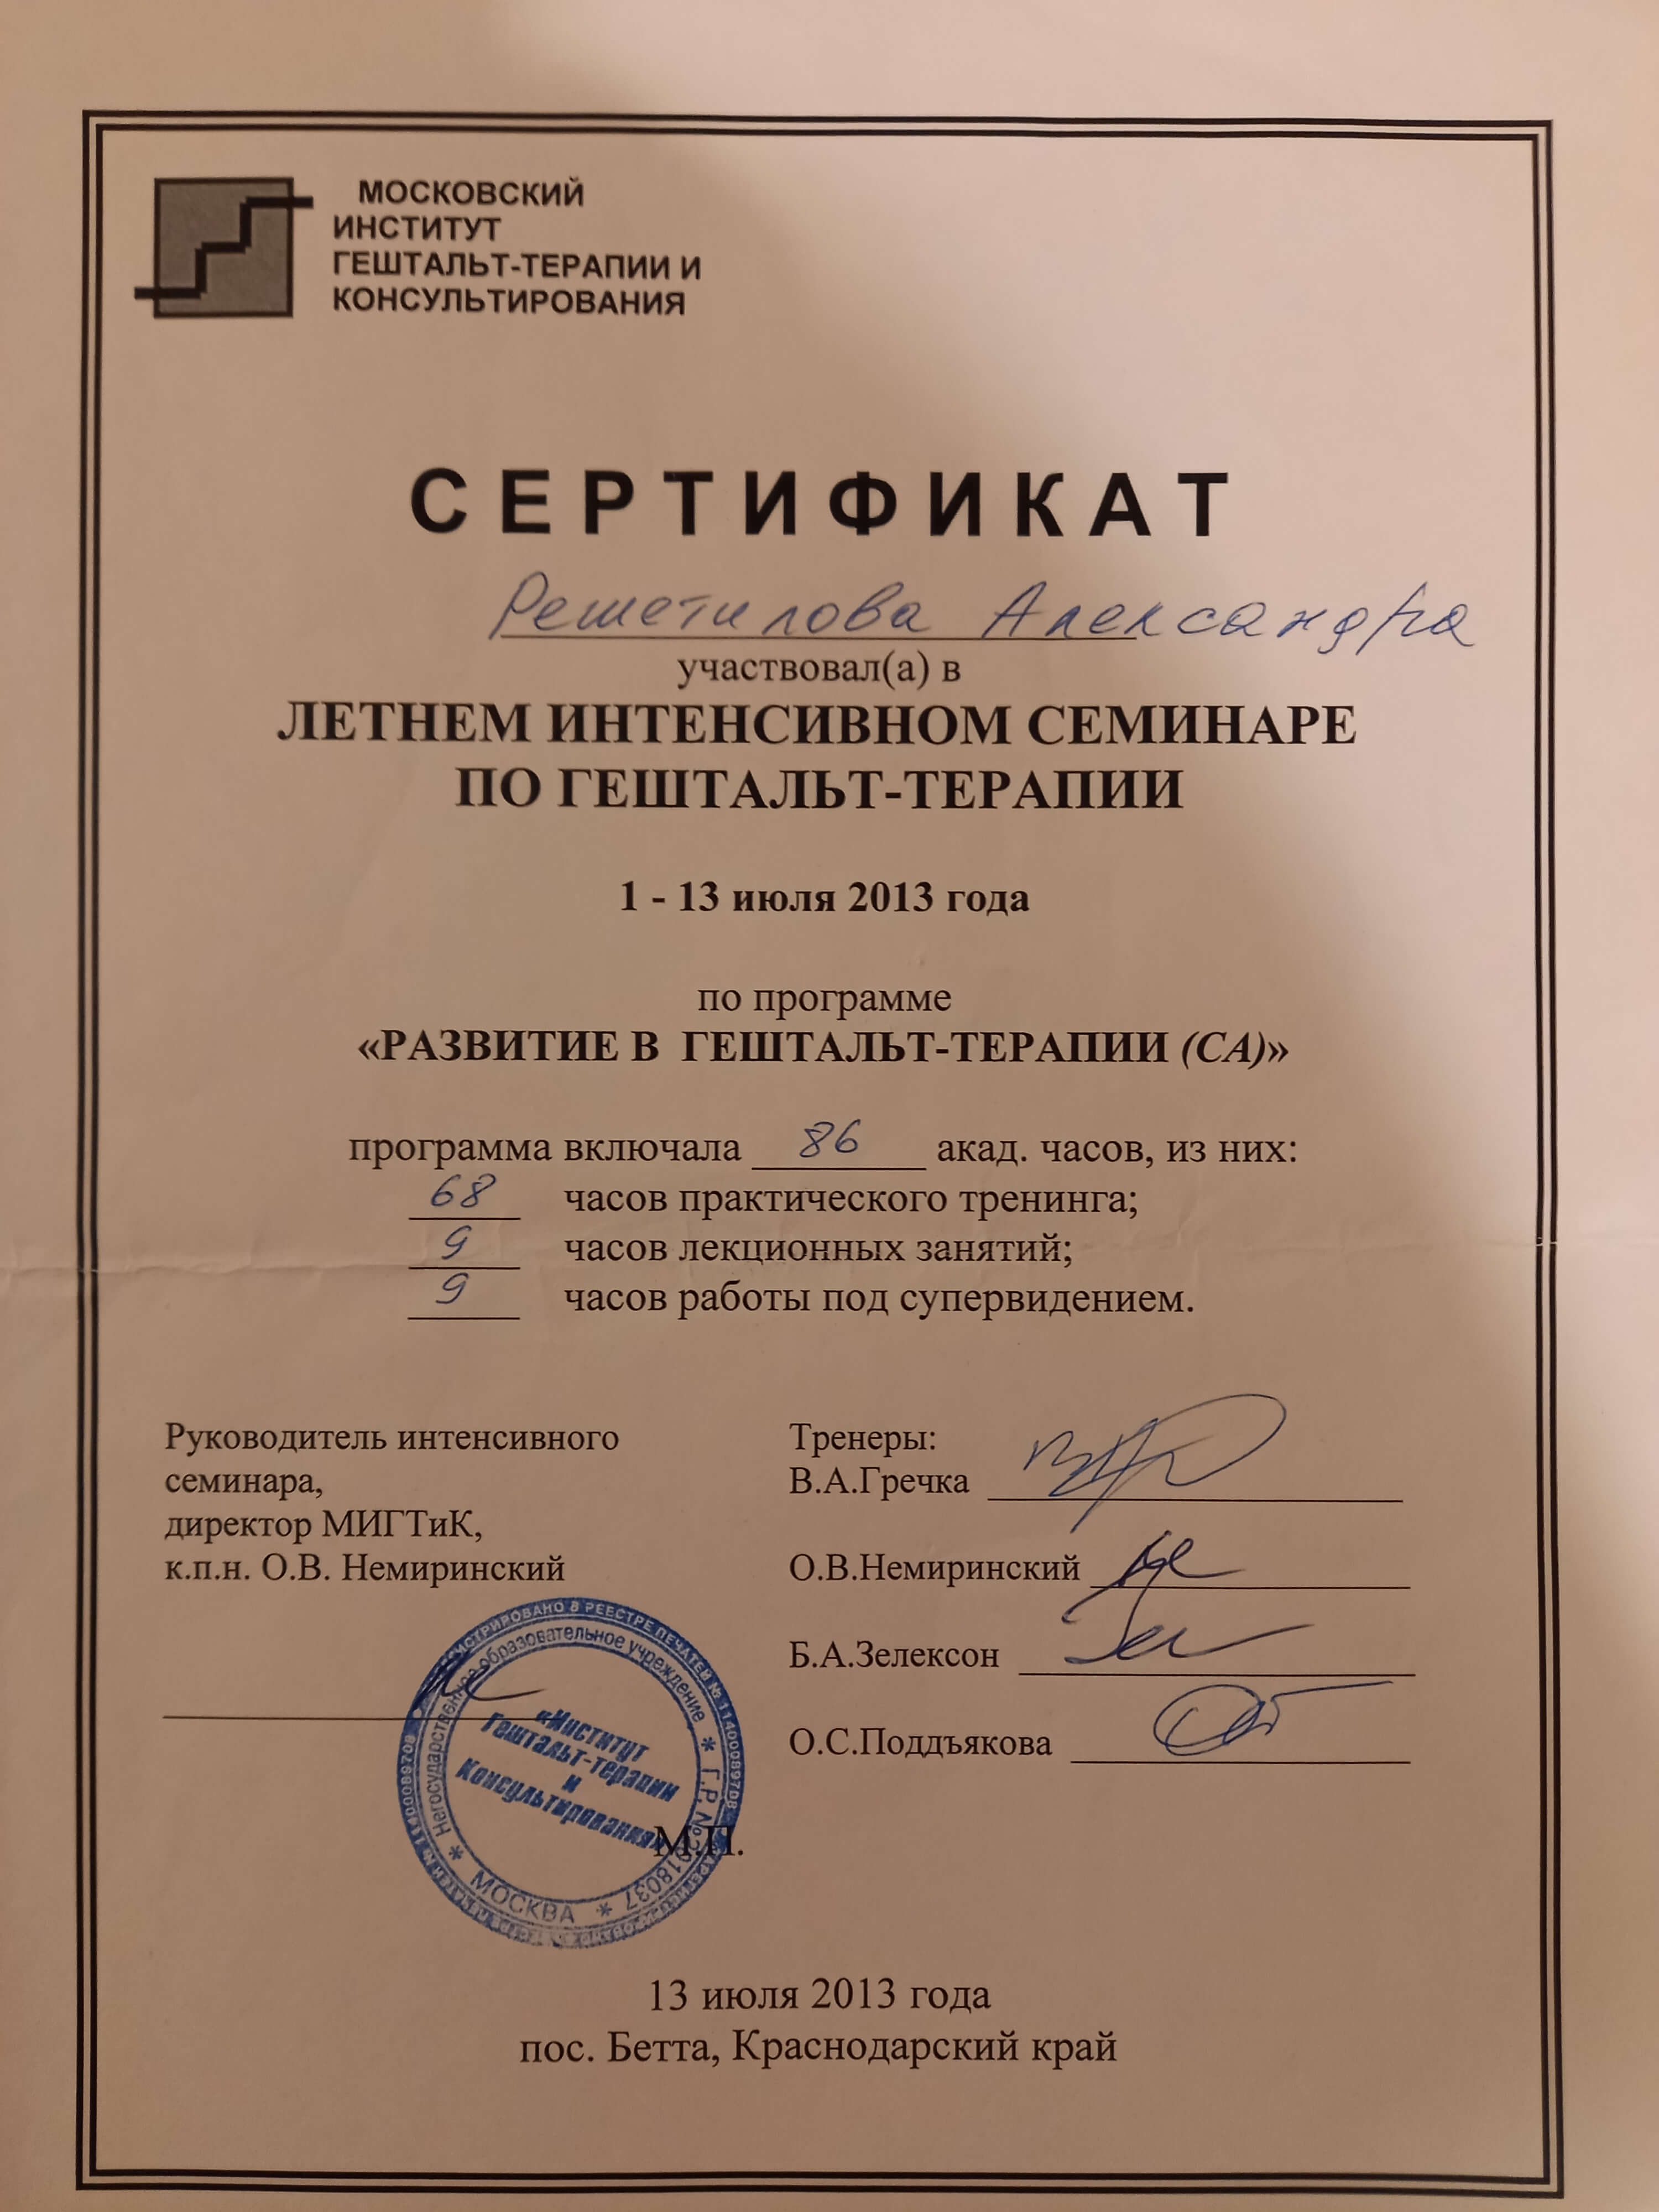 МОСКОВСКИЙ
ИНСТИТУТ
ГЕШТАЛЬТ-ТЕРАПИИ И
КОНСУЛЬТИРОВАНИЯ
СЕРТИФИКАТ
Решетилова Александра
участвовал(а) в
ЛЕТНЕМ ИНТЕНСИВНОМ СЕМИНАРЕ
ПО ГЕШТАЛЬТ-ТЕРАПИИ
1 - 13 июля 2013 года
по программе
«РАЗВИТИЕ В ГЕШТАЛЬТ-ТЕРАПИИ (СА)»
программа включала 86 акад. часов, из них:
68 часов практического тренинга;
9 часов лекционных занятий;
9 часов работы под супервидением.
Руководитель интенсивного
семинара,
директор МИГТиК,
к.п.н. О.В. Немиринский
Тренеры:
В.А.Гречка
О.В.Немиринский
Б.А.Зелексон
О.С.Поддъякова
Негосударственное образовательное учреждение
МОСКВА
«Институт
Гештальт-терапии
и
Консультирования»
М.П.
13 июля 2013 года
пос. Бетта, Краснодарский край